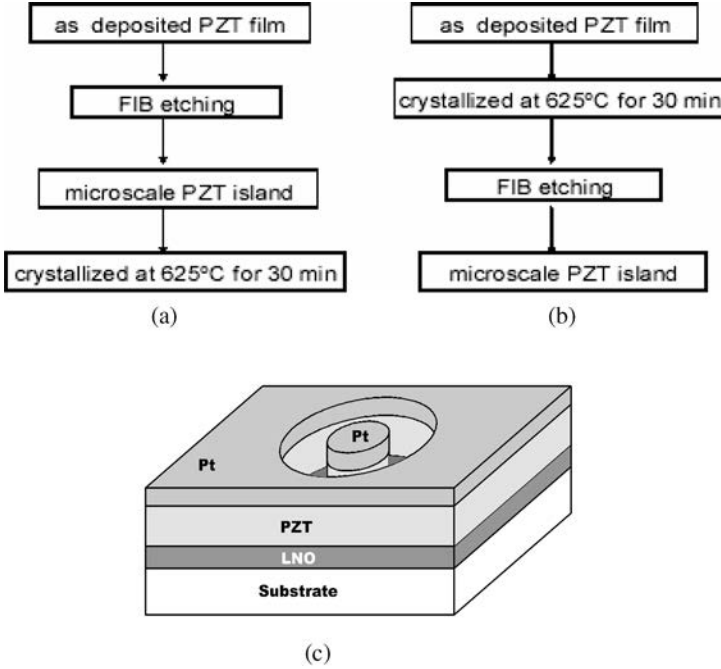 as deposited PZT film
FIB etching
microscale PZT island
crystallized at 625ºC for 30 min
(a)
as deposited PZT film
crystallized at 625ºC for 30 min
FIB etching
microscale PZT island
(b)
Pt
Pt
PZT
LNO
Substrate
(c)